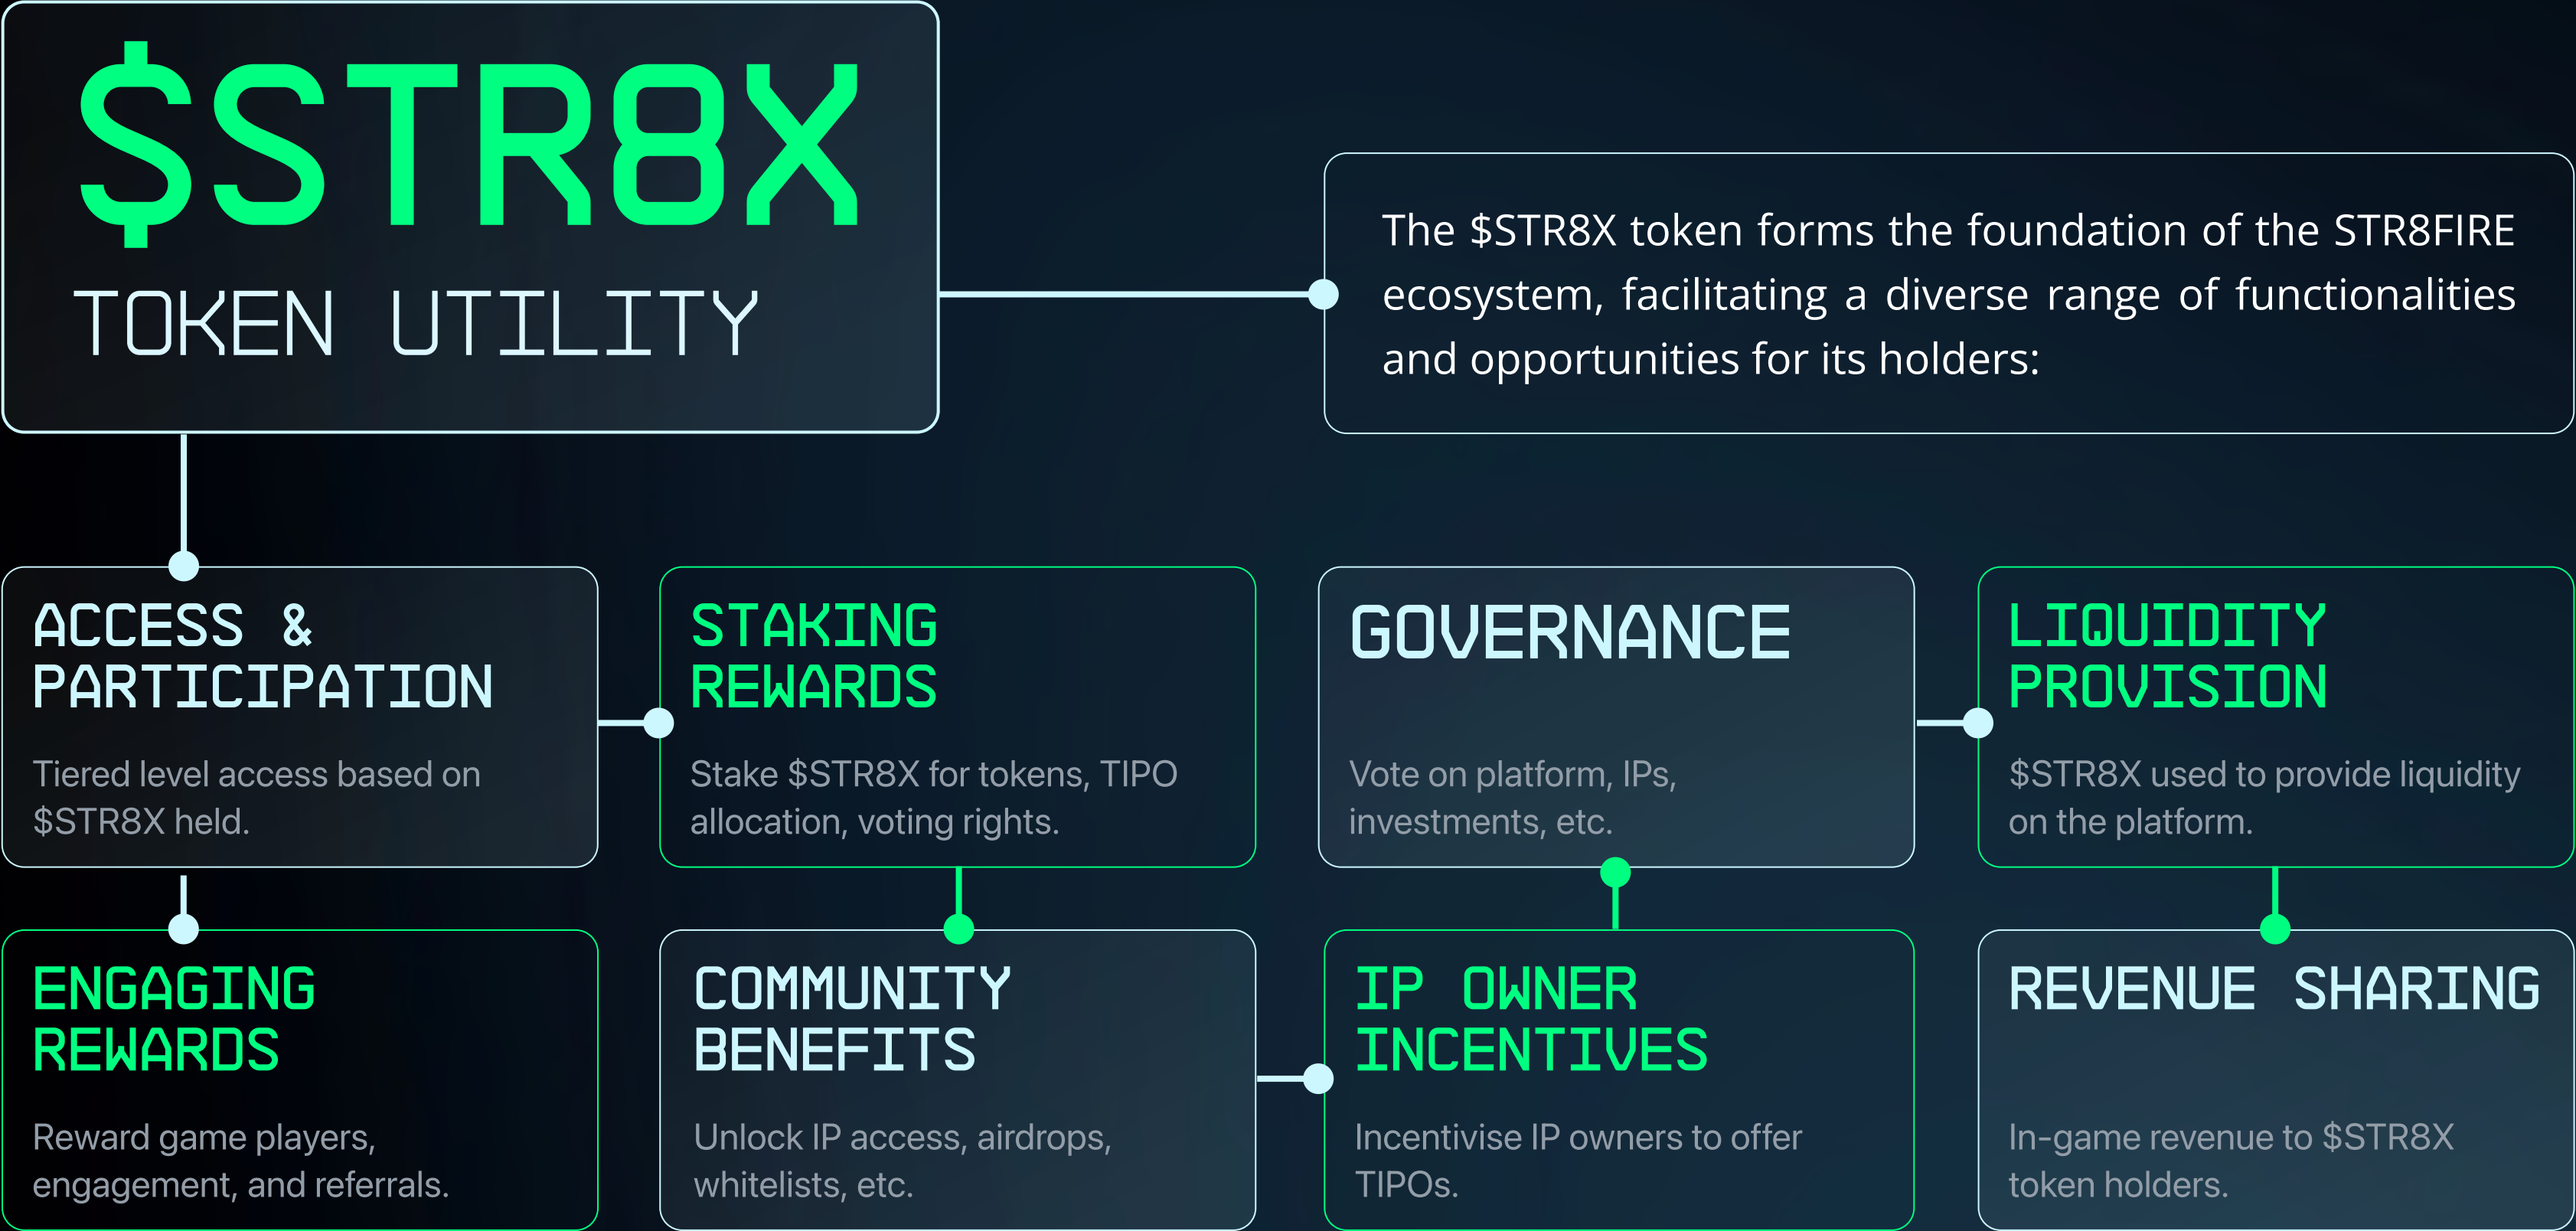 $STR8X
TOKEN UTILITY
The $STR8X token forms the foundation of the STR8FIRE
ecosystem, facilitating a diverse range of functionalities
and opportunities for its holders:
ACCESS &
PARTICIPATION
Tiered level access based on
$STR8X held.
STAKING
REWARDS
Stake $STR8X for tokens, TIPO
allocation, voting rights.
GOVERNANCE
Vote on platform, IPs,
investments, etc.
LIQUIDITY
PROVISION
$STR8X used to provide liquidity
on the platform.
ENGAGING
REWARDS
Reward game players,
engagement, and referrals.
COMMUNITY
BENEFITS
Unlock IP access, airdrops,
whitelists, etc.
IP OWNER
INCENTIVES
Incentivise IP owners to offer
TIPOs.
REVENUE SHARING
In-game revenue to $STR8X
token holders.